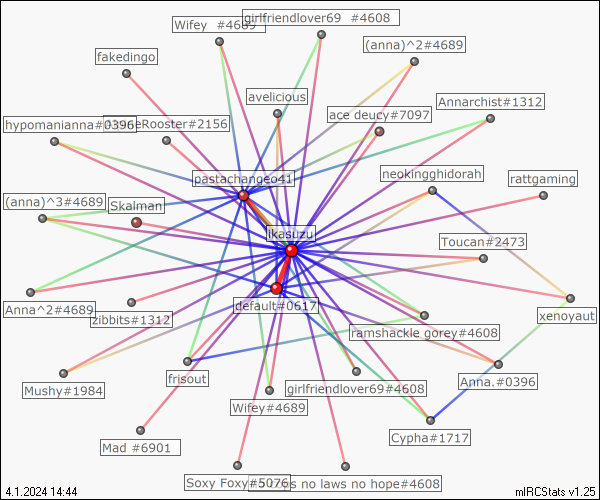 girlfriendlover69 #4608
Wifey #4689
(anna)^2#4689
fakedingo
avelicious
Annarchist#1312
ace deucy#7097
hypomanianna#0396
eRooster#2156
neokingghidorah
pastachangeo41
rattgaming
(anna)^3#4689
Skalman
ikasuzu
Toucan#2473
Anna^2#4689
default#0617
xenoyaut
zibbits#1312
ramshackle gorey#4608
Mushy#1984
frisout
girlfriendlover69#4608
Anna.#0396
Wifey#4689
Cypha#1717
Mad #6901
Soxy Foxy#5076
s no laws no hope#4608
4.1.2024 14:44
mIRCStats v1.25